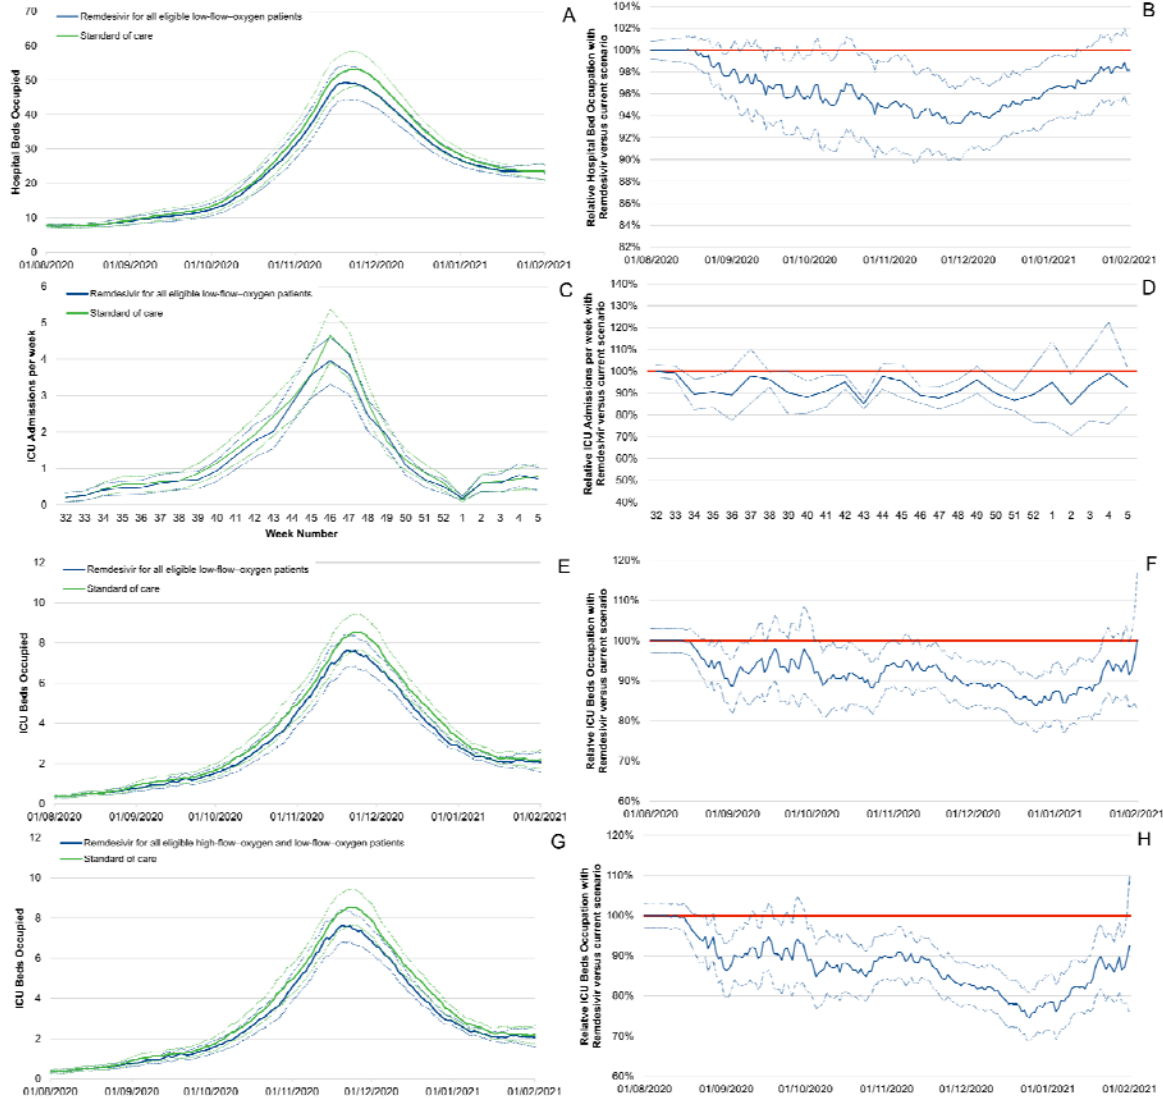 A
70
60
50
40
30
20
10
0
Hospital Beds Occupied
Remdesivir for all eligible low-flow–oxygen patients
Standard of care
01/08/2020 01/09/2020 01/10/2020 01/11/2020 01/12/2020 01/01/2021 01/02/2021
B
104%
102%
100%
98%
96%
94%
92%
90%
88%
86%
84%
82%
Relative Hospital Bed Occupation with
Remdesivir versus current scenario
01/08/2020 01/09/2020 01/10/2020 01/11/2020 01/12/2020 01/01/2021 01/02/2021
C
6
5
4
3
2
1
0
ICU Admissions per week
Remdesivir for all eligible low-flow–oxygen patients
Standard of care
32 33 34 35 36 37 38 39 40 41 42 43 44 45 46 47 48 49 50 51 52 1 2 3 4 5
Week Number
D
140%
130%
120%
110%
100%
90%
80%
70%
60%
50%
40%
Relative ICU Admissions per week with
Remdesivir versus current scenario
32 33 34 35 36 37 38 39 40 41 42 43 44 45 46 47 48 49 50 51 52 1 2 3 4 5
E
12
10
8
6
4
2
0
ICU Beds Occupied
Remdesivir for all eligible low-flow–oxygen patients
Standard of care
01/08/2020 01/09/2020 01/10/2020 01/11/2020 01/12/2020 01/01/2021 01/02/2021
F
120%
110%
100%
90%
80%
70%
60%
Relative ICU Beds Occupation with
Remdesivir versus current scenario
01/08/2020 01/09/2020 01/10/2020 01/11/2020 01/12/2020 01/01/2021 01/02/2021
G
12
10
8
6
4
2
0
ICU Beds Occupied
Remdesivir for all eligible high-flow–oxygen and low-flow–oxygen patients
Standard of care
01/08/2020 01/09/2020 01/10/2020 01/11/2020 01/12/2020 01/01/2021 01/02/2021
H
120%
110%
100%
90%
80%
70%
60%
Relatve ICU Beds Occupation with
Remdesivir versus current scenario
01/08/2020 01/09/2020 01/10/2020 01/11/2020 01/12/2020 01/01/2021 01/02/2021